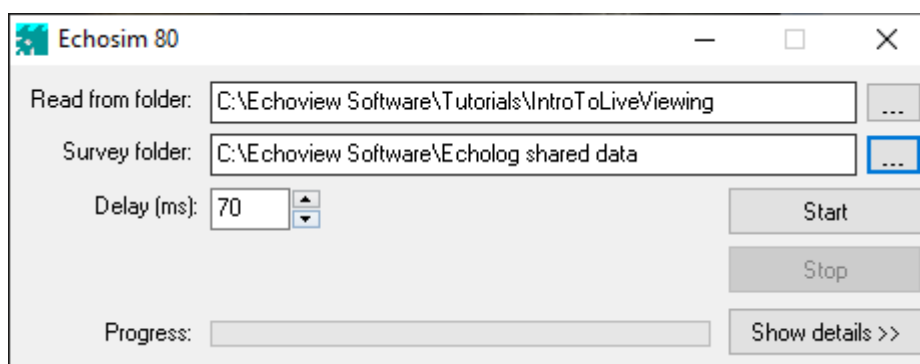 Echosim 80
Read from folder: C:\Echoview Software\Tutorials\IntroToLiveViewing ...
Survey folder: C:\Echoview Software\Echolog shared data ...
Delay (ms): 70
Start
Stop
Progress: Show details >>